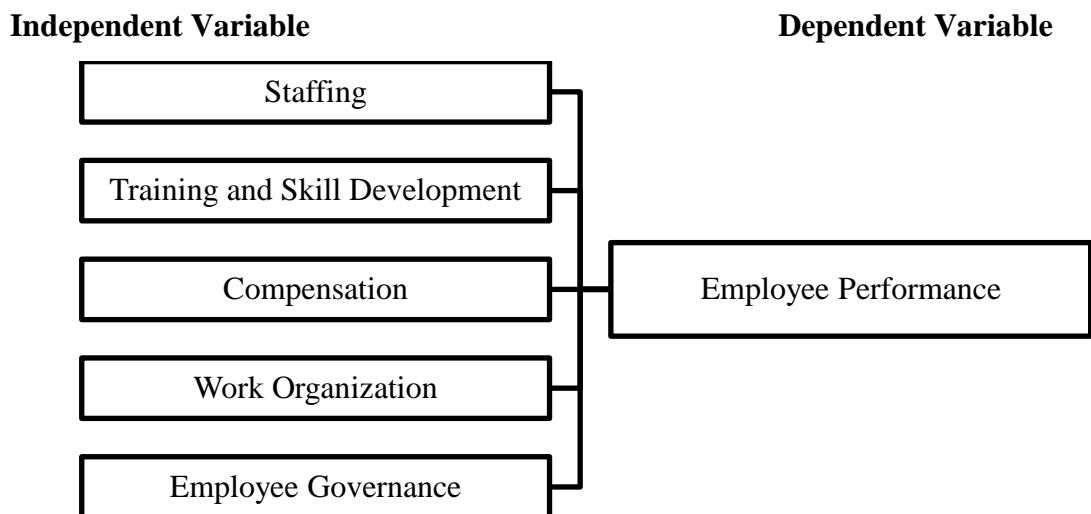 Independent Variable
Dependent Variable
Staffing
Training and Skill Development
Compensation
Employee Performance
Work Organization
Employee Governance